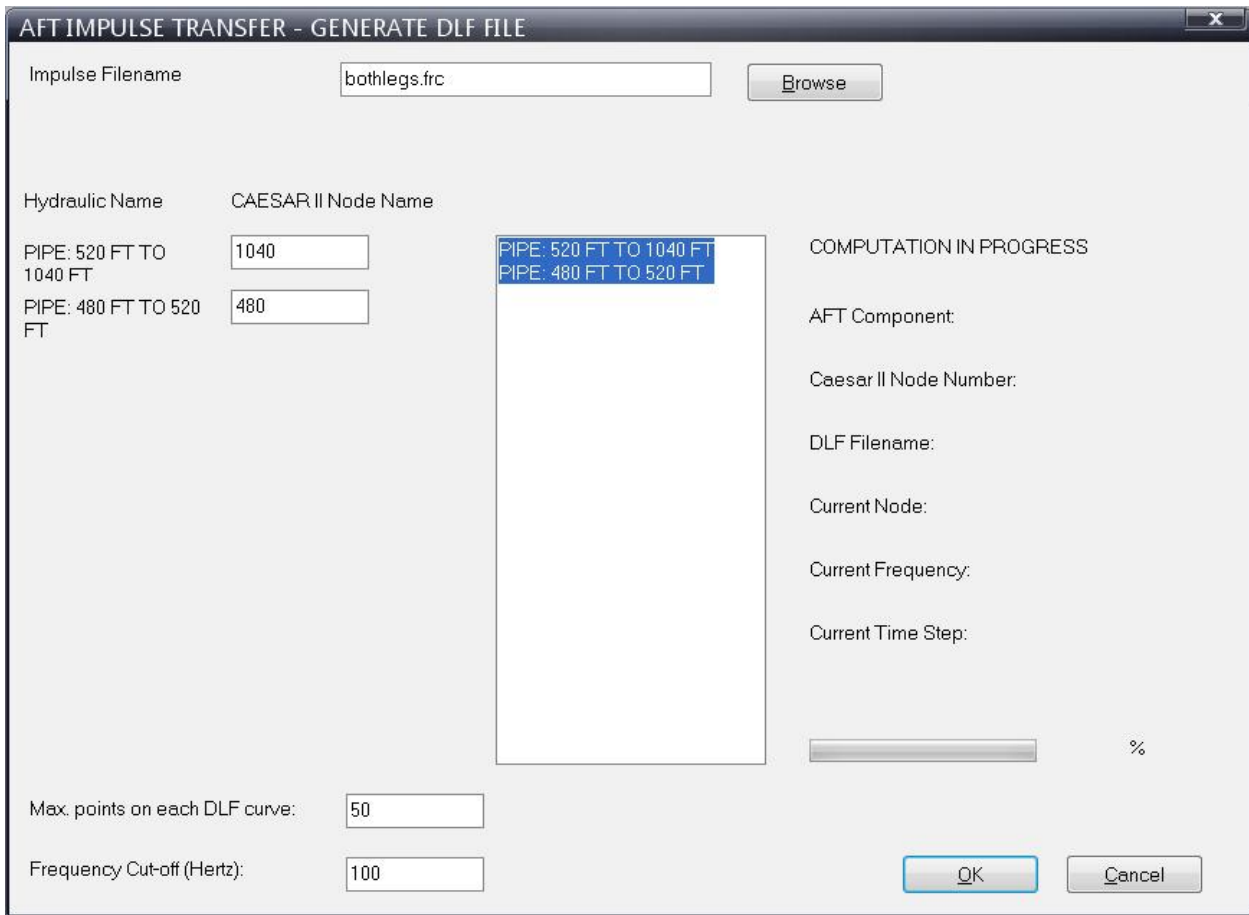 AFT IMPULSE TRANSFER - GENERATE DLF FILE
x
Impulse Filename
bothlegs.frc
Browse
Hydraulic Name
CAESAR II Node Name
PIPE: 520 FT TO
1040 FT
1040
PIPE: 480 FT TO 520
FT
480
PIPE: 520 FT TO 1040 FT
PIPE: 480 FT TO 520 FT
COMPUTATION IN PROGRESS
AFT Component:
Caesar II Node Number:
DLF Filename:
Current Node:
Current Frequency:
Current Time Step:
%
Max. points on each DLF curve:
50
Frequency Cut-off (Hertz):
100
OK
Cancel